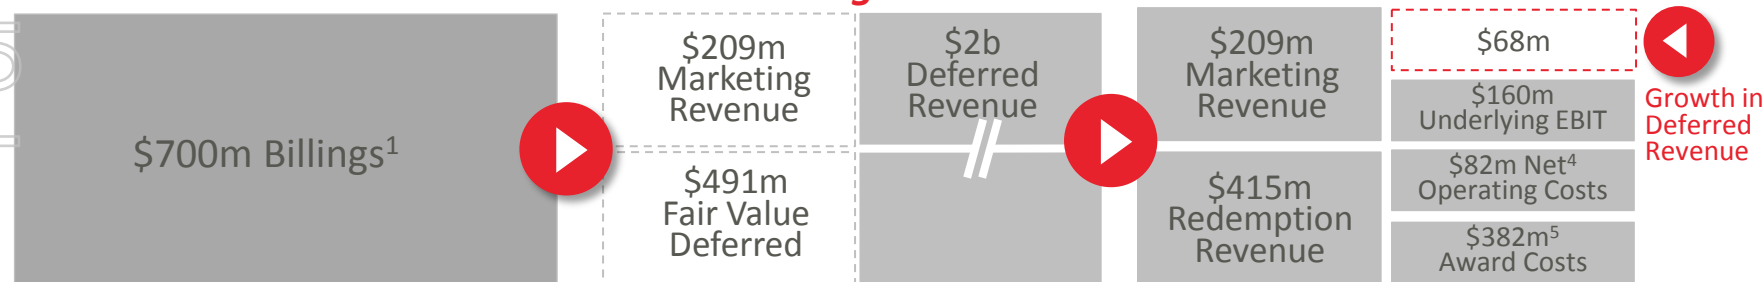 $700m Billings¹
$209m
Marketing
Revenue
$491m
Fair Value
Deferred
$2b
Deferred
Revenue
$209m
Marketing
Revenue
$415m
Redemption
Revenue
$68m
$160m
Underlying EBIT
$82m Net⁴
Operating Costs
$382m⁵
Award Costs
Growth in
Deferred
Revenue